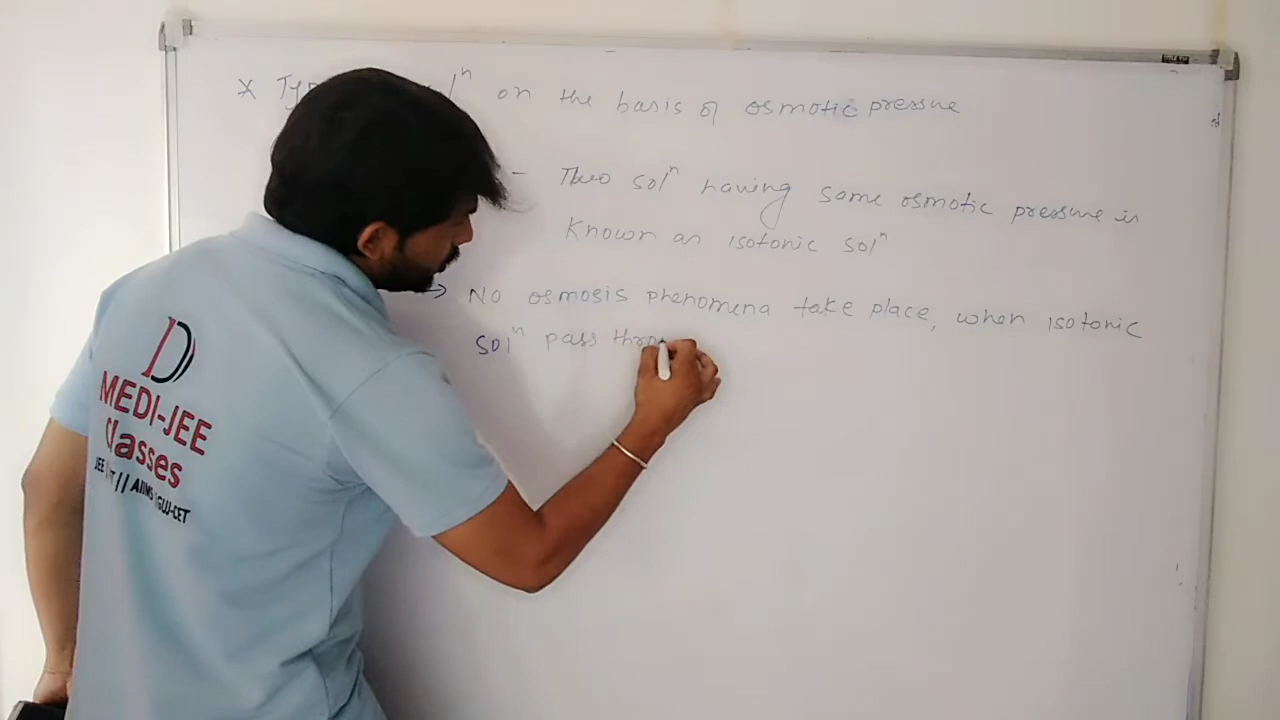 * on the basis of osmotic pressure
- Two solⁿ having same osmotic pressure is
known as isotonic solⁿ
→ No osmosis phenomena take place, when isotonic
solⁿ pass thro
MEDI-JEE
Classes